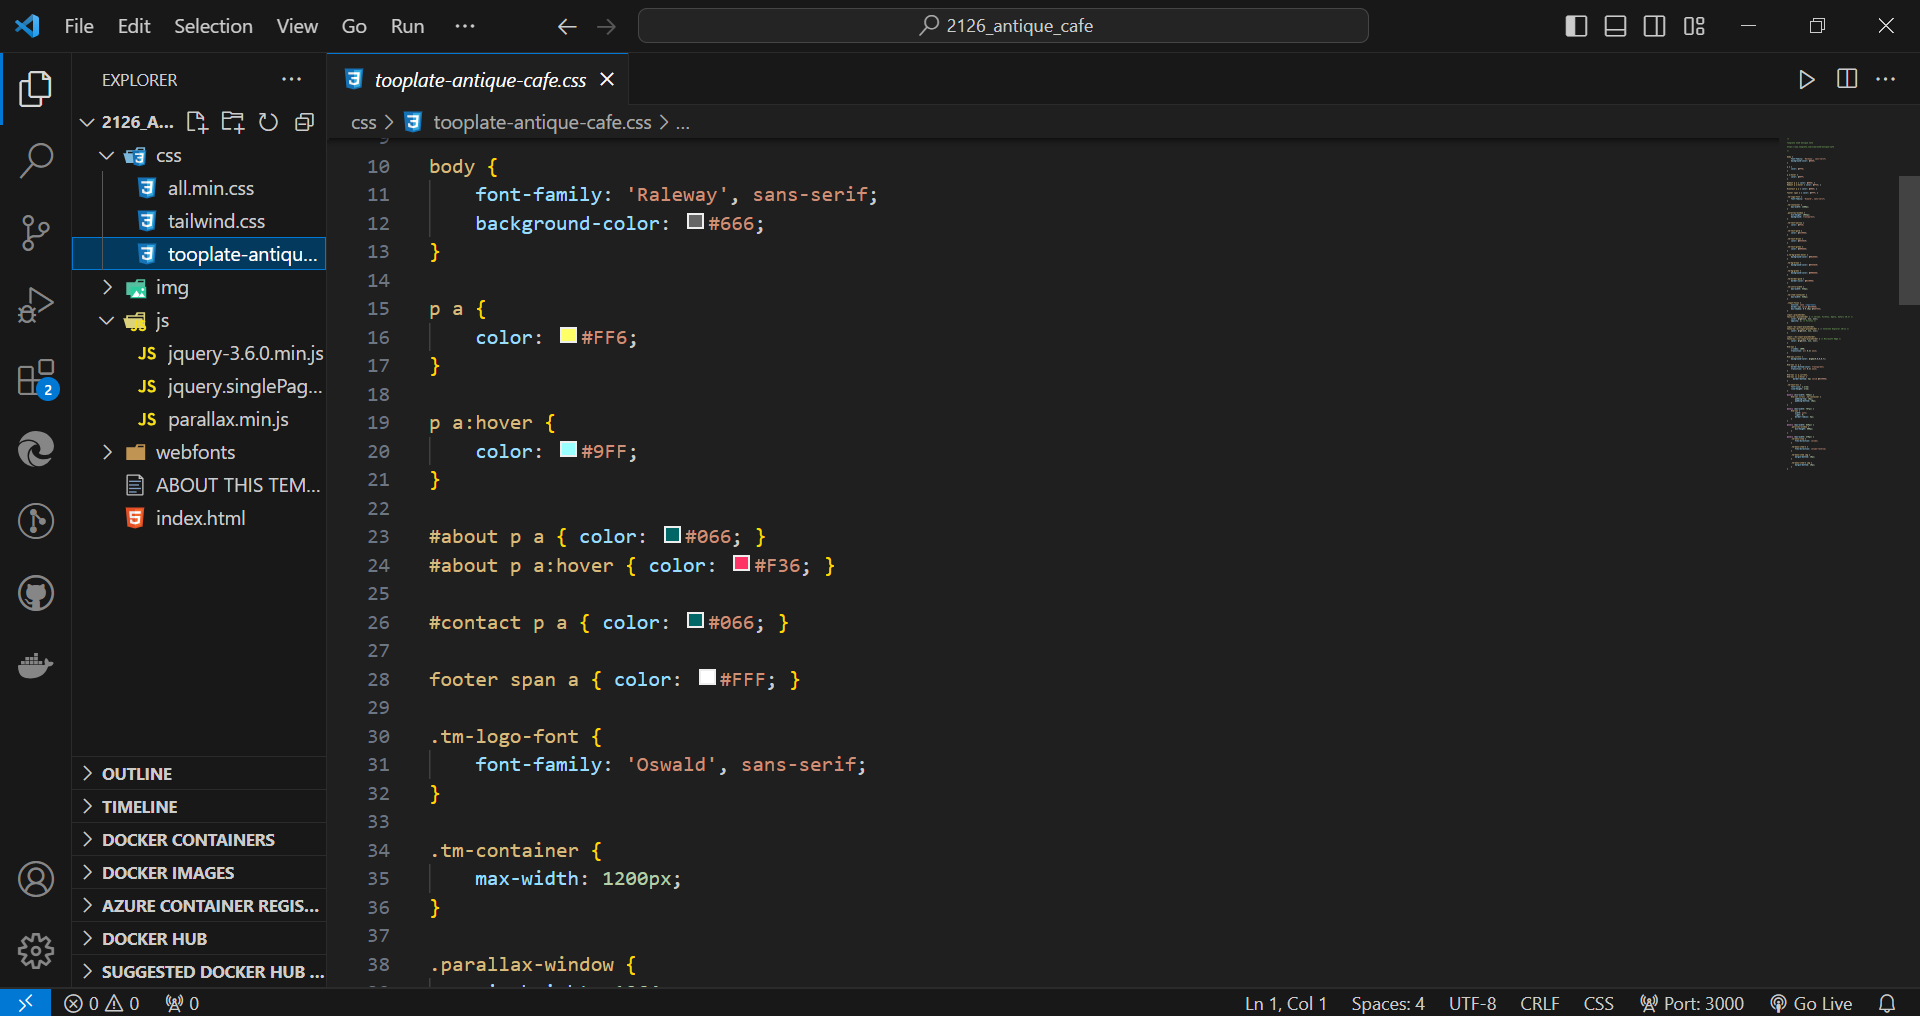 File Edit Selection View Go Run ···
2126_antique_cafe
EXPLORER ···
2126_A...
css
all.min.css
tailwind.css
tooplate-antiqu...
img
js
JS jquery-3.6.0.min.js
JS jquery.singlePag...
JS parallax.min.js
webfonts
ABOUT THIS TEM...
index.html
OUTLINE
TIMELINE
DOCKER CONTAINERS
DOCKER IMAGES
AZURE CONTAINER REGIS...
DOCKER HUB
SUGGESTED DOCKER HUB ...
2
tooplate-antique-cafe.css
css > tooplate-antique-cafe.css > ...
10 body {
11 font-family: 'Raleway', sans-serif;
12 background-color: #666;
13 }
14
15 p a {
16 color: #FF6;
17 }
18
19 p a:hover {
20 color: #9FF;
21 }
22
23 #about p a { color: #066; }
24 #about p a:hover { color: #F36; }
25
26 #contact p a { color: #066; }
27
28 footer span a { color: #FFF; }
29
30 .tm-logo-font {
31 font-family: 'Oswald', sans-serif;
32 }
33
34 .tm-container {
35 max-width: 1200px;
36 }
37
38 .parallax-window {
0 0 0
Ln 1, Col 1 Spaces: 4 UTF-8 CRLF CSS Port: 3000 Go Live